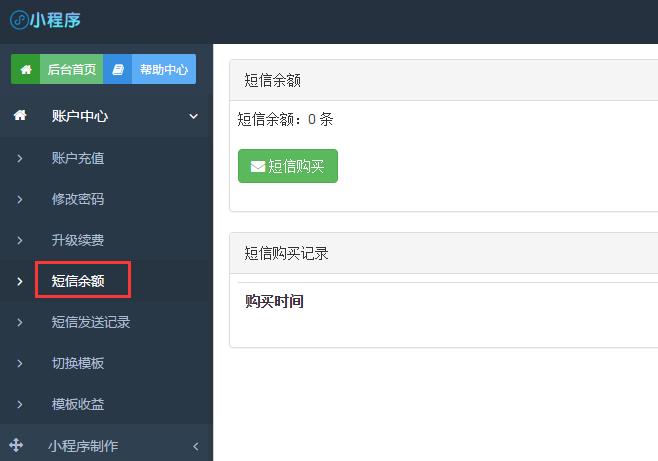 小程序
后台首页 帮助中心
账户中心
账户充值
修改密码
升级续费
短信余额
短信发送记录
切换模板
模板收益
小程序制作
短信余额
短信余额：0 条
短信购买
短信购买记录
购买时间